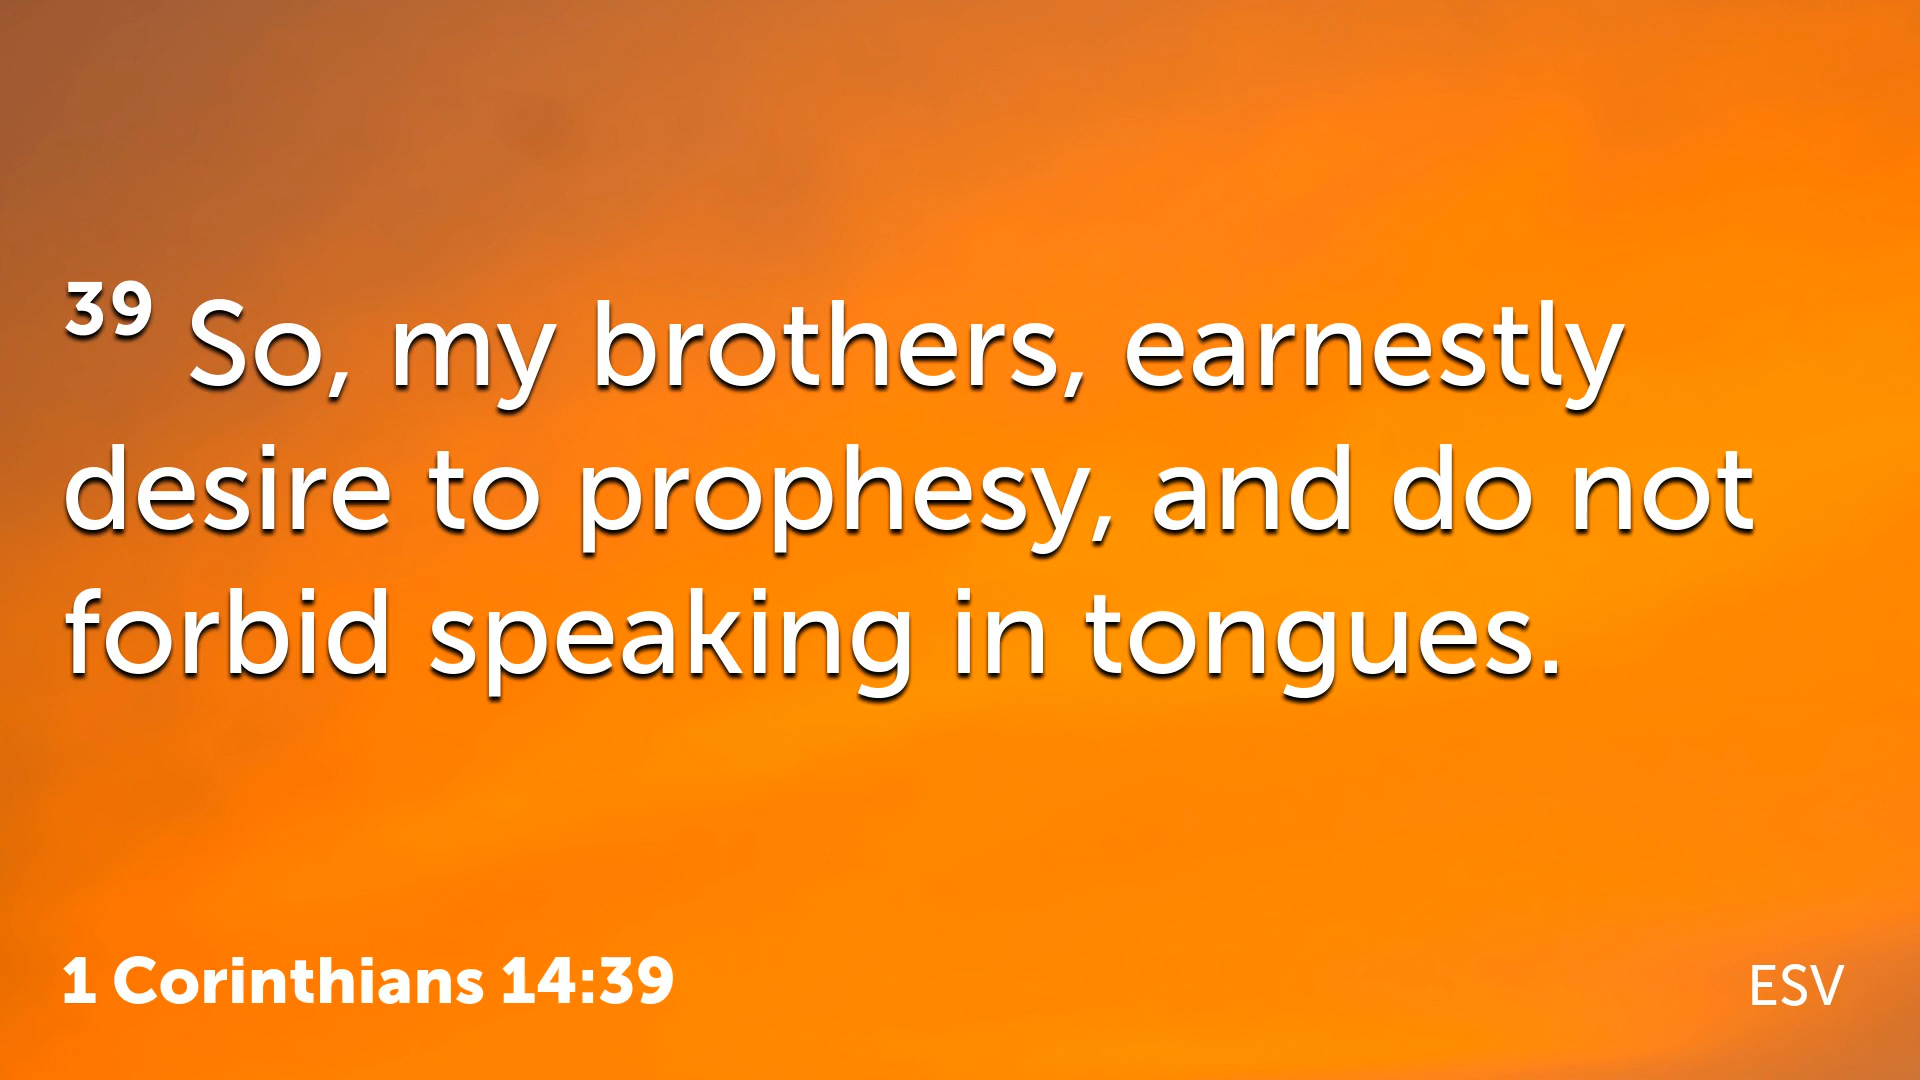 39 So, my brothers, earnestly
desire to prophesy, and do not
forbid speaking in tongues.
1 Corinthians 14:39
ESV